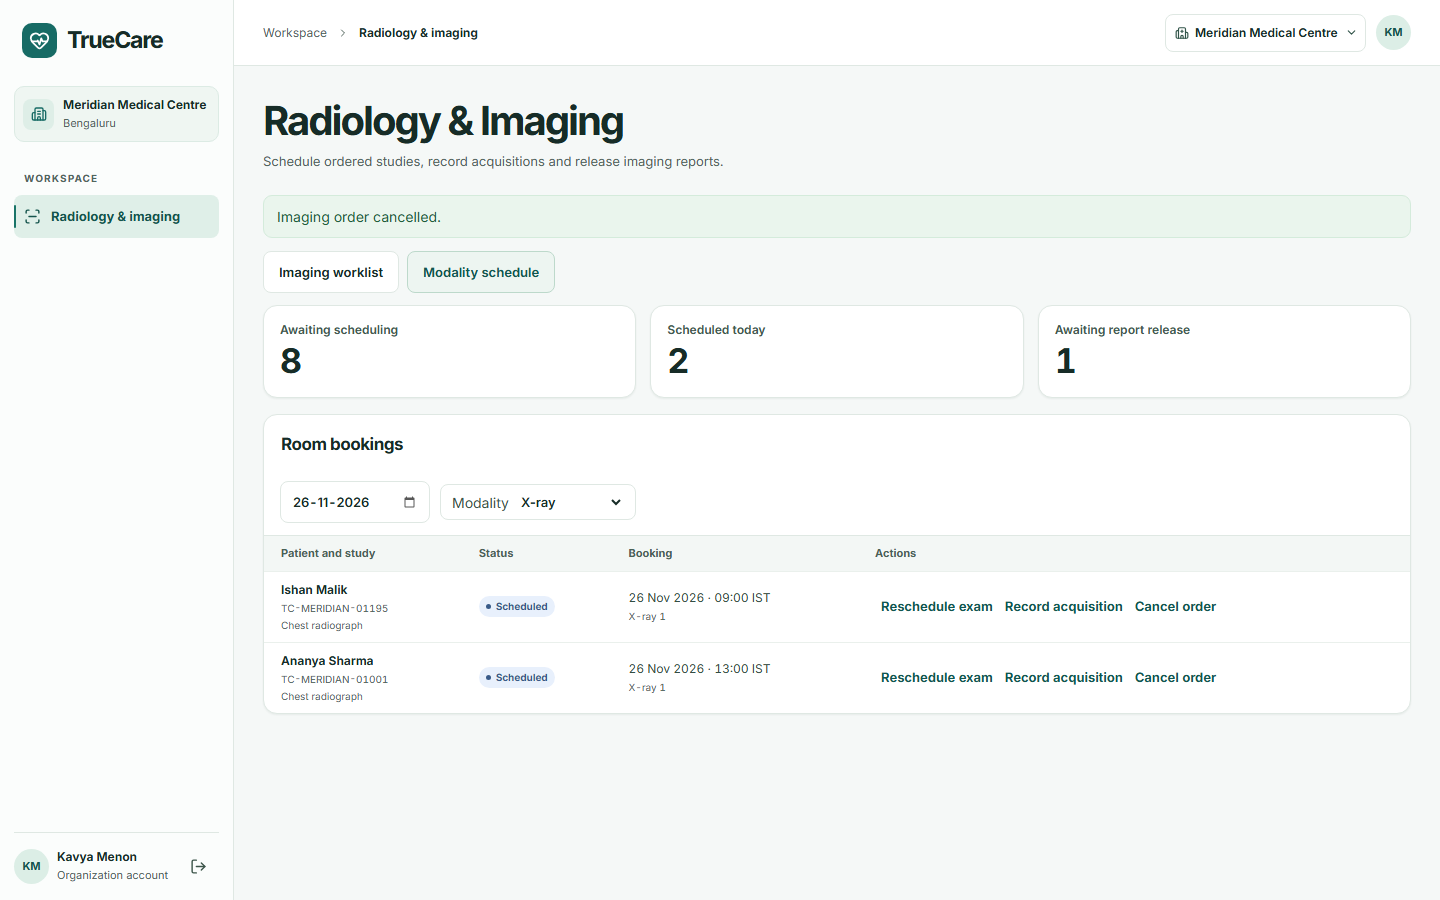 TrueCare
Meridian Medical Centre
Bengaluru
WORKSPACE
Radiology & imaging
KM
Kavya Menon
Organization account
Workspace
Radiology & imaging
Meridian Medical Centre
KM
Radiology & Imaging
Schedule ordered studies, record acquisitions and release imaging reports.
Imaging order cancelled.
Imaging worklist
Modality schedule
Awaiting scheduling
8
Scheduled today
2
Awaiting report release
1
Room bookings
26-11-2026
Modality X-ray
Patient and study Status Booking Actions
Ishan Malik
TC-MERIDIAN-01195
Chest radiograph
Scheduled
26 Nov 2026 · 09:00 IST
X-ray 1
Reschedule exam Record acquisition Cancel order
Ananya Sharma
TC-MERIDIAN-01001
Chest radiograph
Scheduled
26 Nov 2026 · 13:00 IST
X-ray 1
Reschedule exam Record acquisition Cancel order